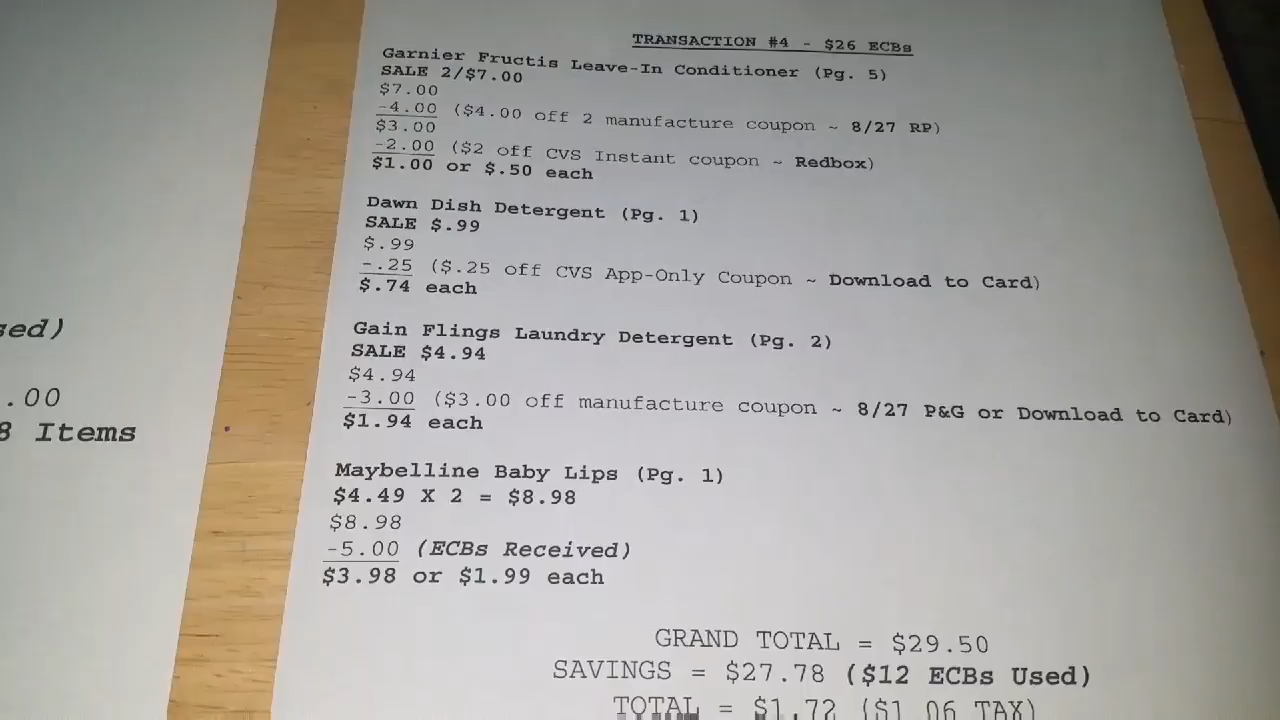 sed)
.00
8 Items
TRANSACTION #4 - $26 ECBs
Garnier Fructis Leave-In Conditioner (Pg. 5)
SALE 2/$7.00
$7.00
-4.00 ($4.00 off 2 manufacture coupon ~ 8/27 RP)
$3.00
-2.00 ($2 off CVS Instant coupon ~ Redbox)
$1.00 or $.50 each
Dawn Dish Detergent (Pg. 1)
SALE $.99
$.99
-.25 ($.25 off CVS App-Only Coupon ~ Download to Card)
$.74 each
Gain Flings Laundry Detergent (Pg. 2)
SALE $4.94
$4.94
-3.00 ($3.00 off manufacture coupon ~ 8/27 P&G or Download to Card)
$1.94 each
Maybelline Baby Lips (Pg. 1)
$4.49 X 2 = $8.98
$8.98
-5.00 (ECBs Received)
$3.98 or $1.99 each
GRAND TOTAL = $29.50
SAVINGS = $27.78 ($12 ECBs Used)
TOTAL = $1.72 ($1.06 TAX)